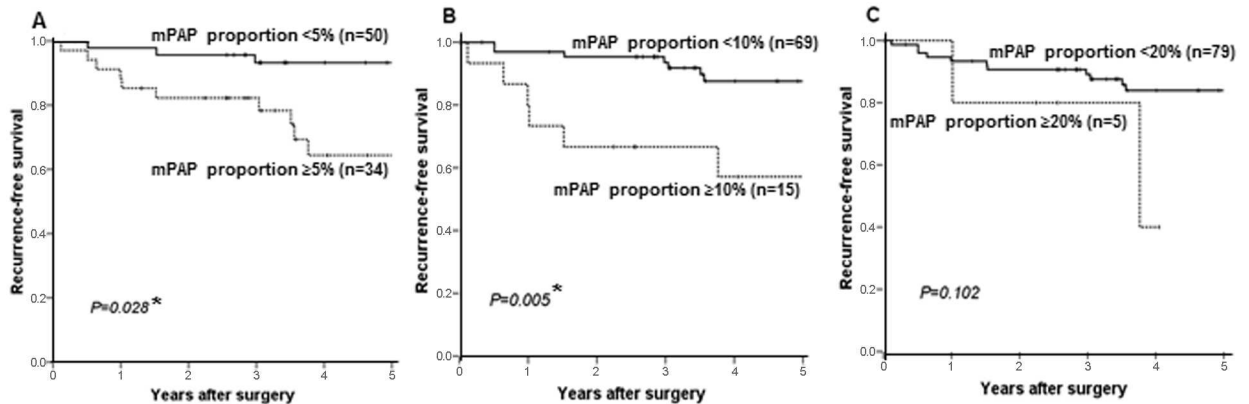 A
mPAP proportion <5% (n=50)
mPAP proportion ≥5% (n=34)
P=0.028*
Recurrence-free survival
1.0
0.8
0.6
0.4
0.2
0.0
0 1 2 3 4 5
Years after surgery
B
mPAP proportion <10% (n=69)
mPAP proportion ≥10% (n=15)
P=0.005*
Recurrence-free survival
1.0
0.8
0.6
0.4
0.2
0.0
0 1 2 3 4 5
Years after surgery
C
mPAP proportion <20% (n=79)
mPAP proportion ≥20% (n=5)
P=0.102
Recurrence-free survival
1.0
0.8
0.6
0.4
0.2
0.0
0 1 2 3 4 5
Years after surgery